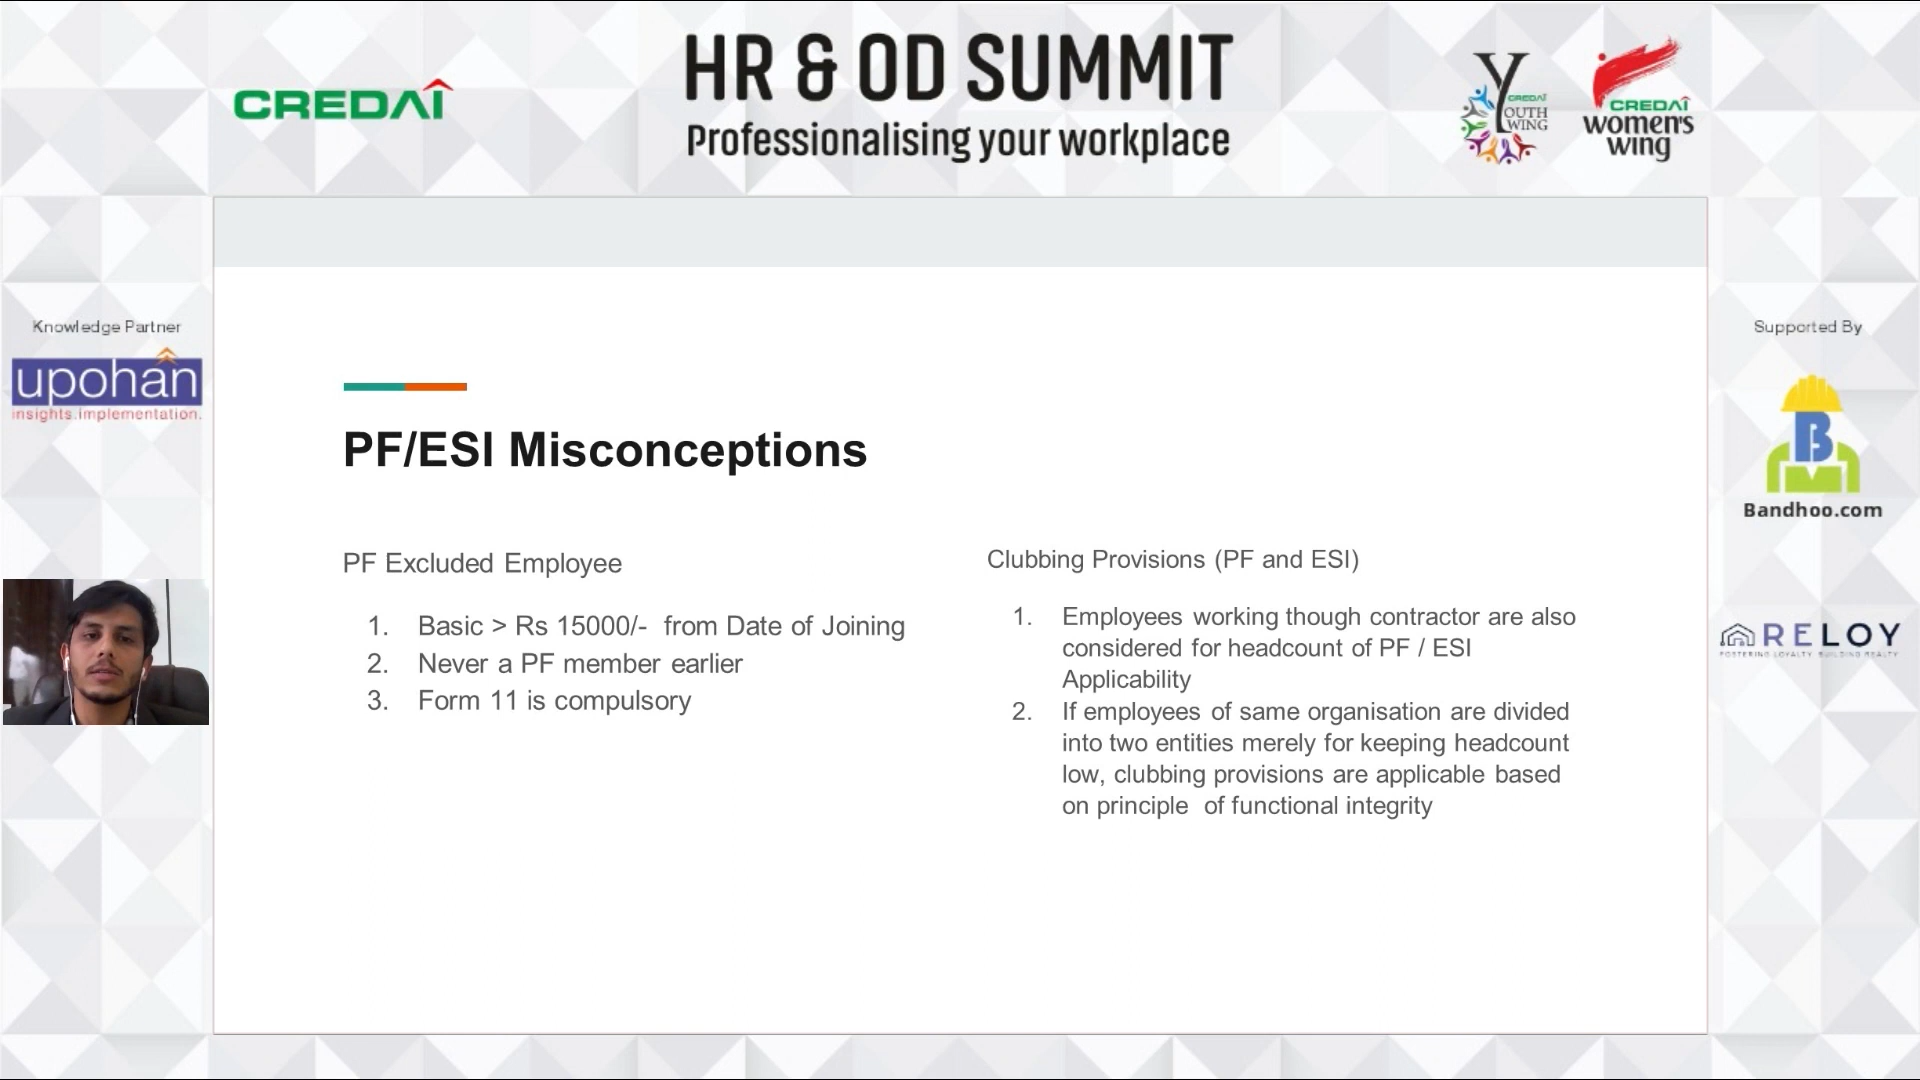 CREDAI
HR & OD SUMMIT
Professionalising your workplace
CREDAI
YOUTH
WING
CREDAI
women's
wing
Knowledge Partner
upohan
insights.implementation.
Supported By
Bandhoo.com
RELOY
FOSTERING LOYALTY. BUILDING REALTY
PF/ESI Misconceptions
PF Excluded Employee
1. Basic > Rs 15000/- from Date of Joining
2. Never a PF member earlier
3. Form 11 is compulsory
Clubbing Provisions (PF and ESI)
1. Employees working though contractor are also
considered for headcount of PF / ESI
Applicability
2. If employees of same organisation are divided
into two entities merely for keeping headcount
low, clubbing provisions are applicable based
on principle of functional integrity